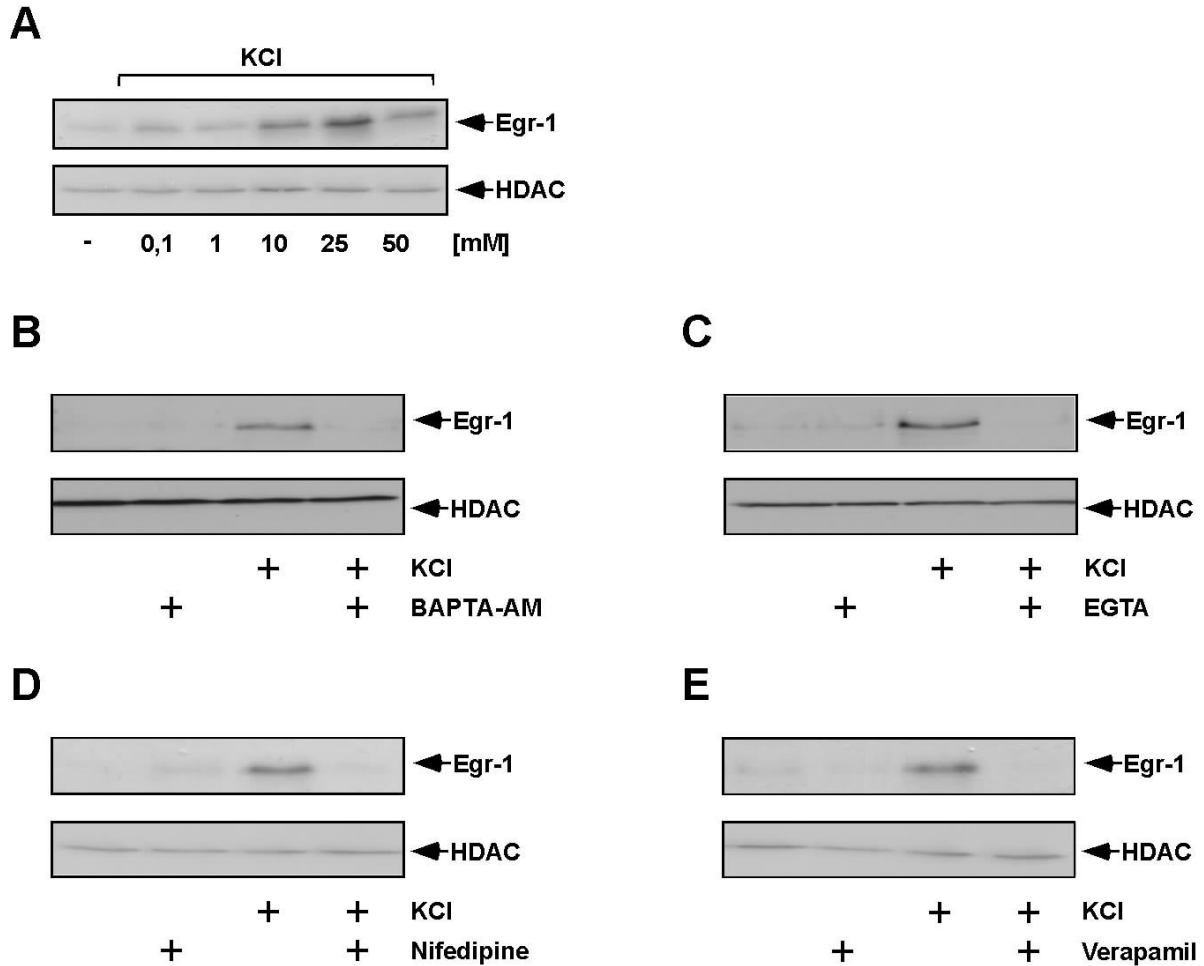 A
KCl
Egr-1
HDAC
- 0,1 1 10 25 50 [mM]
B
Egr-1
HDAC
+ + KCl
+ + BAPTA-AM
C
Egr-1
HDAC
+ + KCl
+ + EGTA
D
Egr-1
HDAC
+ + KCl
+ + Nifedipine
E
Egr-1
HDAC
+ + KCl
+ + Verapamil